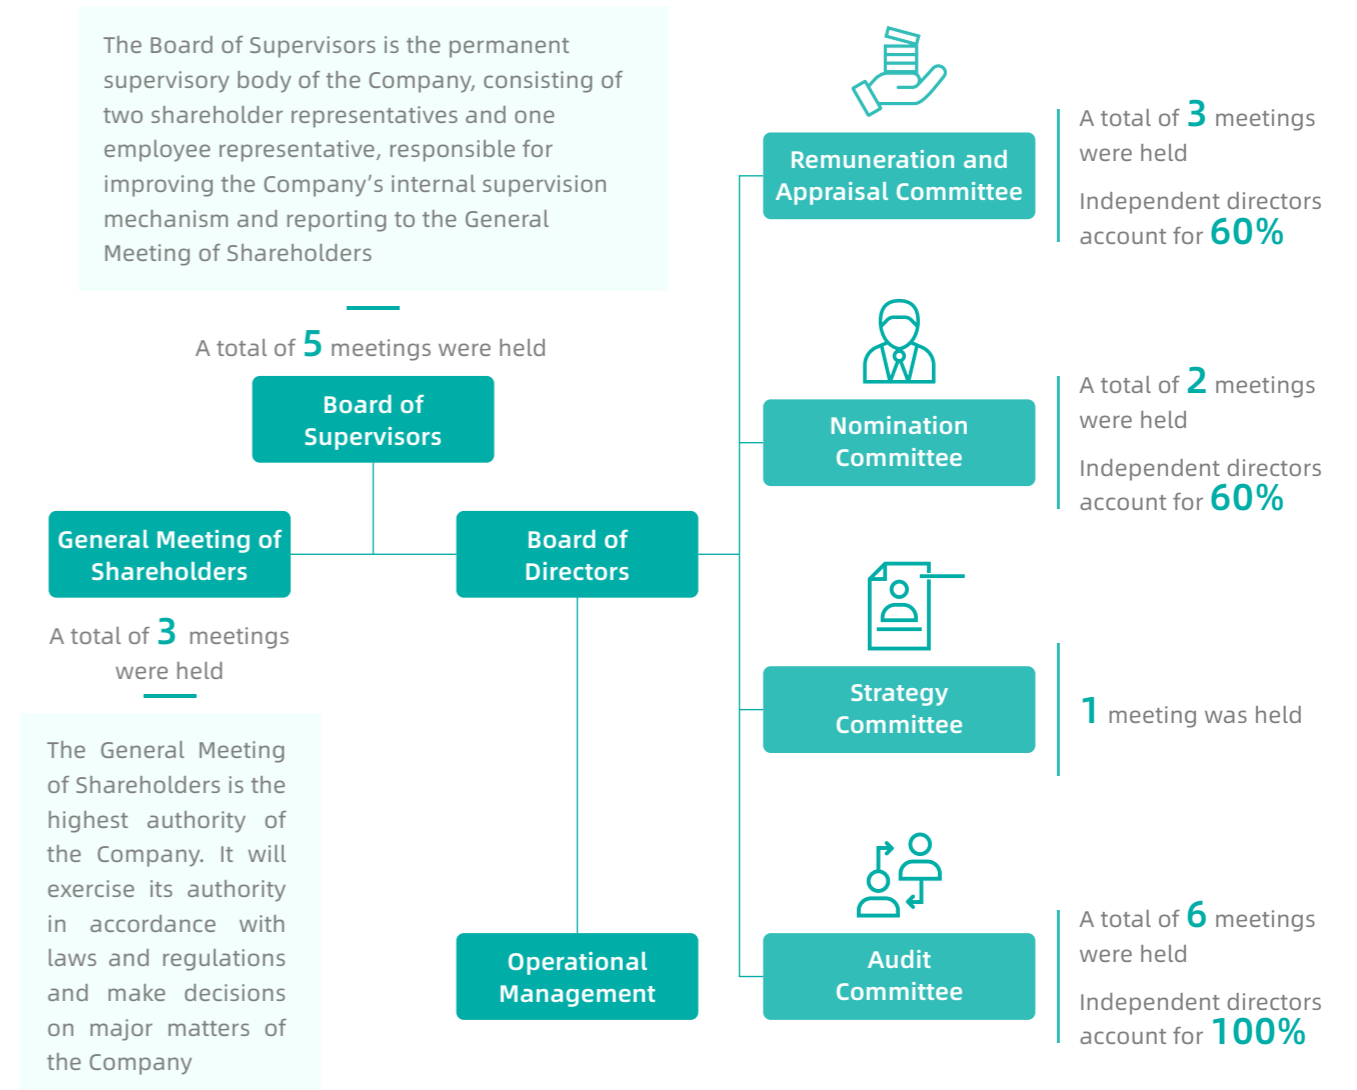 The Board of Supervisors is the permanent
supervisory body of the Company, consisting of
two shareholder representatives and one
employee representative, responsible for
improving the Company's internal supervision
mechanism and reporting to the General
Meeting of Shareholders
A total of 5 meetings were held
Board of
Supervisors
General Meeting of
Shareholders
A total of 3 meetings
were held
The General Meeting
of Shareholders is the
highest authority of
the Company. It will
exercise its authority
in accordance with
laws and regulations
and make decisions
on major matters of
the Company
Board of
Directors
Operational
Management
Remuneration and
Appraisal Committee
A total of 3 meetings
were held
Independent directors
account for 60%
Nomination
Committee
A total of 2 meetings
were held
Independent directors
account for 60%
Strategy
Committee
1 meeting was held
Audit
Committee
A total of 6 meetings
were held
Independent directors
account for 100%